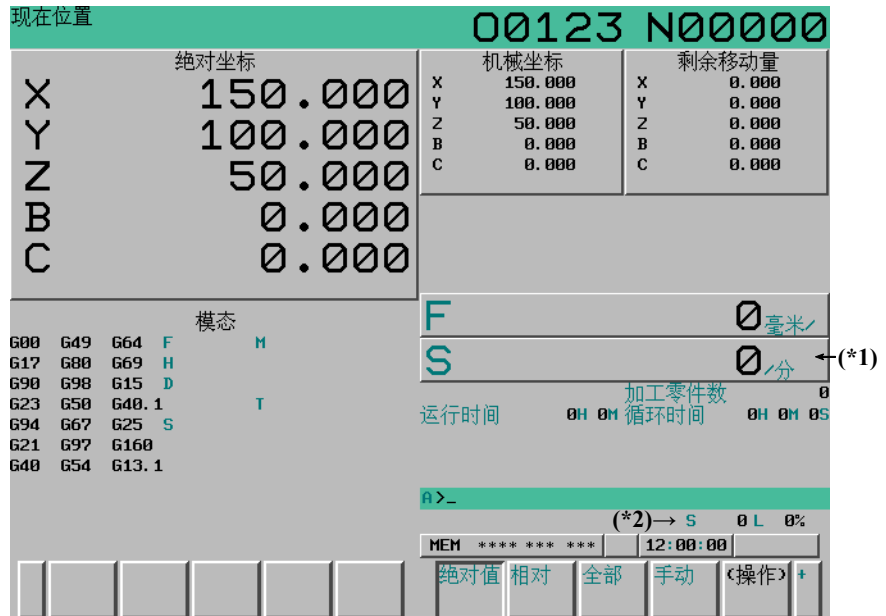 现在位置 O0123 N00000
绝对坐标 机械坐标 剩余移动量
X 150.000
Y 100.000
Z 50.000
B 0.000
C 0.000
X 150.000
Y 100.000
Z 50.000
B 0.000
C 0.000
X 0.000
Y 0.000
Z 0.000
B 0.000
C 0.000
模态
G00 G49 G64 F M
G17 G80 G69 H
G90 G98 G15 D
G23 G50 G40.1 T
G94 G67 G25 S
G21 G97 G160
G40 G54 G13.1
F 0毫米/
S 0/分 (*1)
加工零件数 0
运行时间 0H 0M 循环时间 0H 0M 0S
A>_
(*2)→ S 0 L 0%
MEM **** *** *** 12:00:00
绝对值 相对 全部 手动 (操作) +